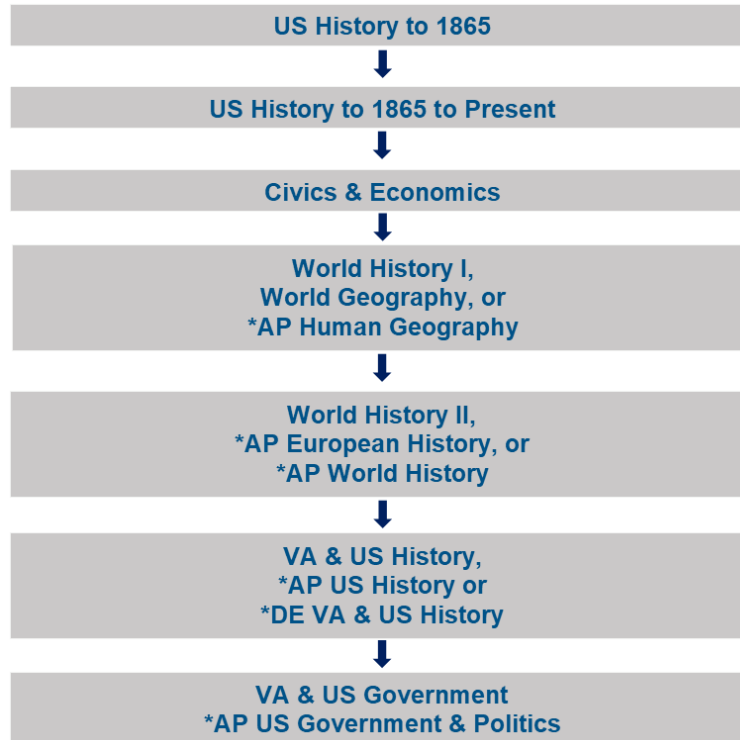 US History to 1865
US History to 1865 to Present
Civics & Economics
World History I,
World Geography, or
*AP Human Geography
World History II,
*AP European History, or
*AP World History
VA & US History,
*AP US History or
*DE VA & US History
VA & US Government
*AP US Government & Politics